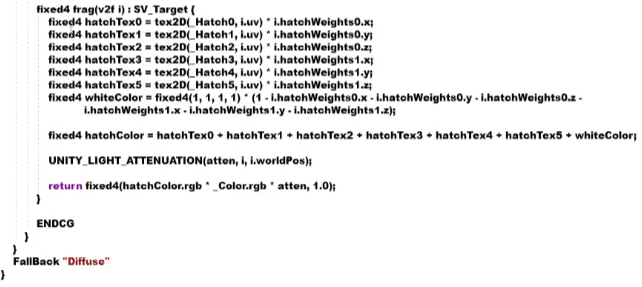 fixed4 frag(v2f i) : SV_Target {
fixed4 hatchTex0 = tex2D(_Hatch0, i.uv) * i.hatchWeights0.x;
fixed4 hatchTex1 = tex2D(_Hatch1, i.uv) * i.hatchWeights0.y;
fixed4 hatchTex2 = tex2D(_Hatch2, i.uv) * i.hatchWeights0.z;
fixed4 hatchTex3 = tex2D(_Hatch3, i.uv) * i.hatchWeights1.x;
fixed4 hatchTex4 = tex2D(_Hatch4, i.uv) * i.hatchWeights1.y;
fixed4 hatchTex5 = tex2D(_Hatch5, i.uv) * i.hatchWeights1.z;
fixed4 whiteColor = fixed4(1, 1, 1, 1) * (1 - i.hatchWeights0.x - i.hatchWeights0.y - i.hatchWeights0.z -
i.hatchWeights1.x - i.hatchWeights1.y - i.hatchWeights1.z);
fixed4 hatchColor = hatchTex0 + hatchTex1 + hatchTex2 + hatchTex3 + hatchTex4 + hatchTex5 + whiteColor;
UNITY_LIGHT_ATTENUATION(atten, i, i.worldPos);
return fixed4(hatchColor.rgb * _Color.rgb * atten, 1.0);
}
ENDCG
}
}
FallBack "Diffuse"
}